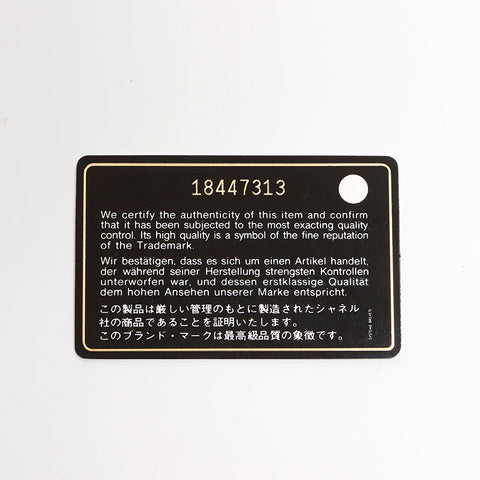 18447313
We certify the authenticity of this item and confirm
that it has been subjected to the most exacting quality
control. Its high quality is a symbol of the fine reputation
of the Trademark.
Wir bestätigen, dass es sich um einen Artikel handelt,
der während seiner Herstellung strengsten Kontrollen
unterworfen war, und dessen erstklassige Qualität
dem hohen Ansehen unserer Marke entspricht.
この製品は厳しい管理のもとに製造されたシャネル
社の商品であることを証明いたします。
このブランド・マークは最高級品質の象徴です。